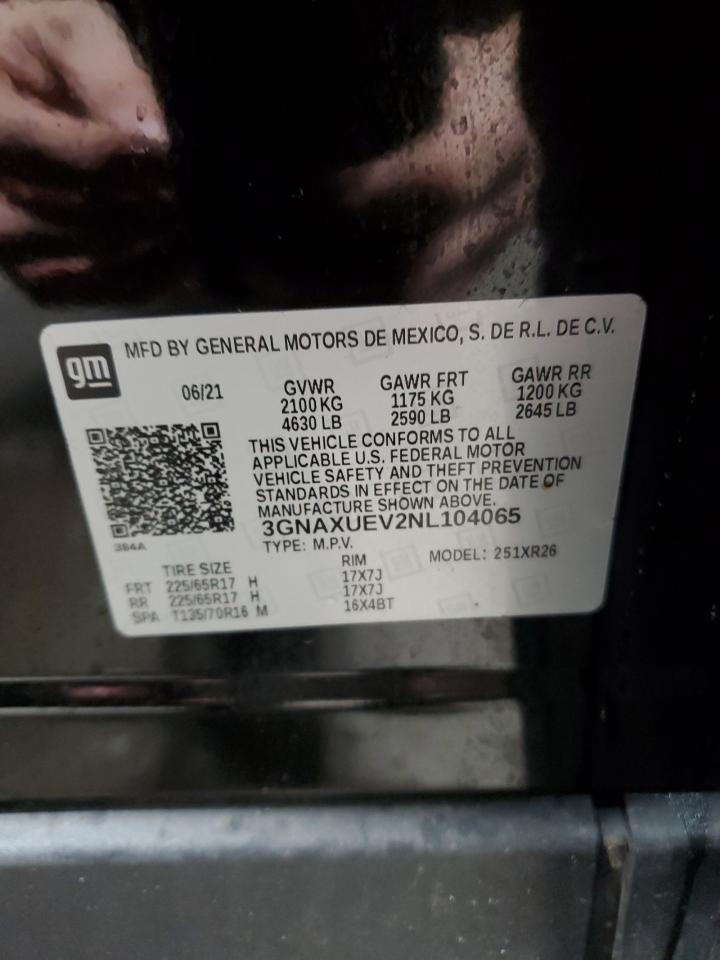 gm
MFD BY GENERAL MOTORS DE MEXICO, S. DE R.L. DE C.V.
06/21 GVWR GAWR FRT GAWR RR
2100 KG 1175 KG 1200 KG
4630 LB 2590 LB 2645 LB
THIS VEHICLE CONFORMS TO ALL
APPLICABLE U.S. FEDERAL MOTOR
VEHICLE SAFETY AND THEFT PREVENTION
STANDARDS IN EFFECT ON THE DATE OF
MANUFACTURE SHOWN ABOVE.
3GNAXUEV2NL104065
384A
TYPE: M.P.V. MODEL: 251XR26
TIRE SIZE RIM
FRT 225/65R17 H 17X7J
RR 225/65R17 H 17X7J
SPA T135/70R16 M 16X4BT